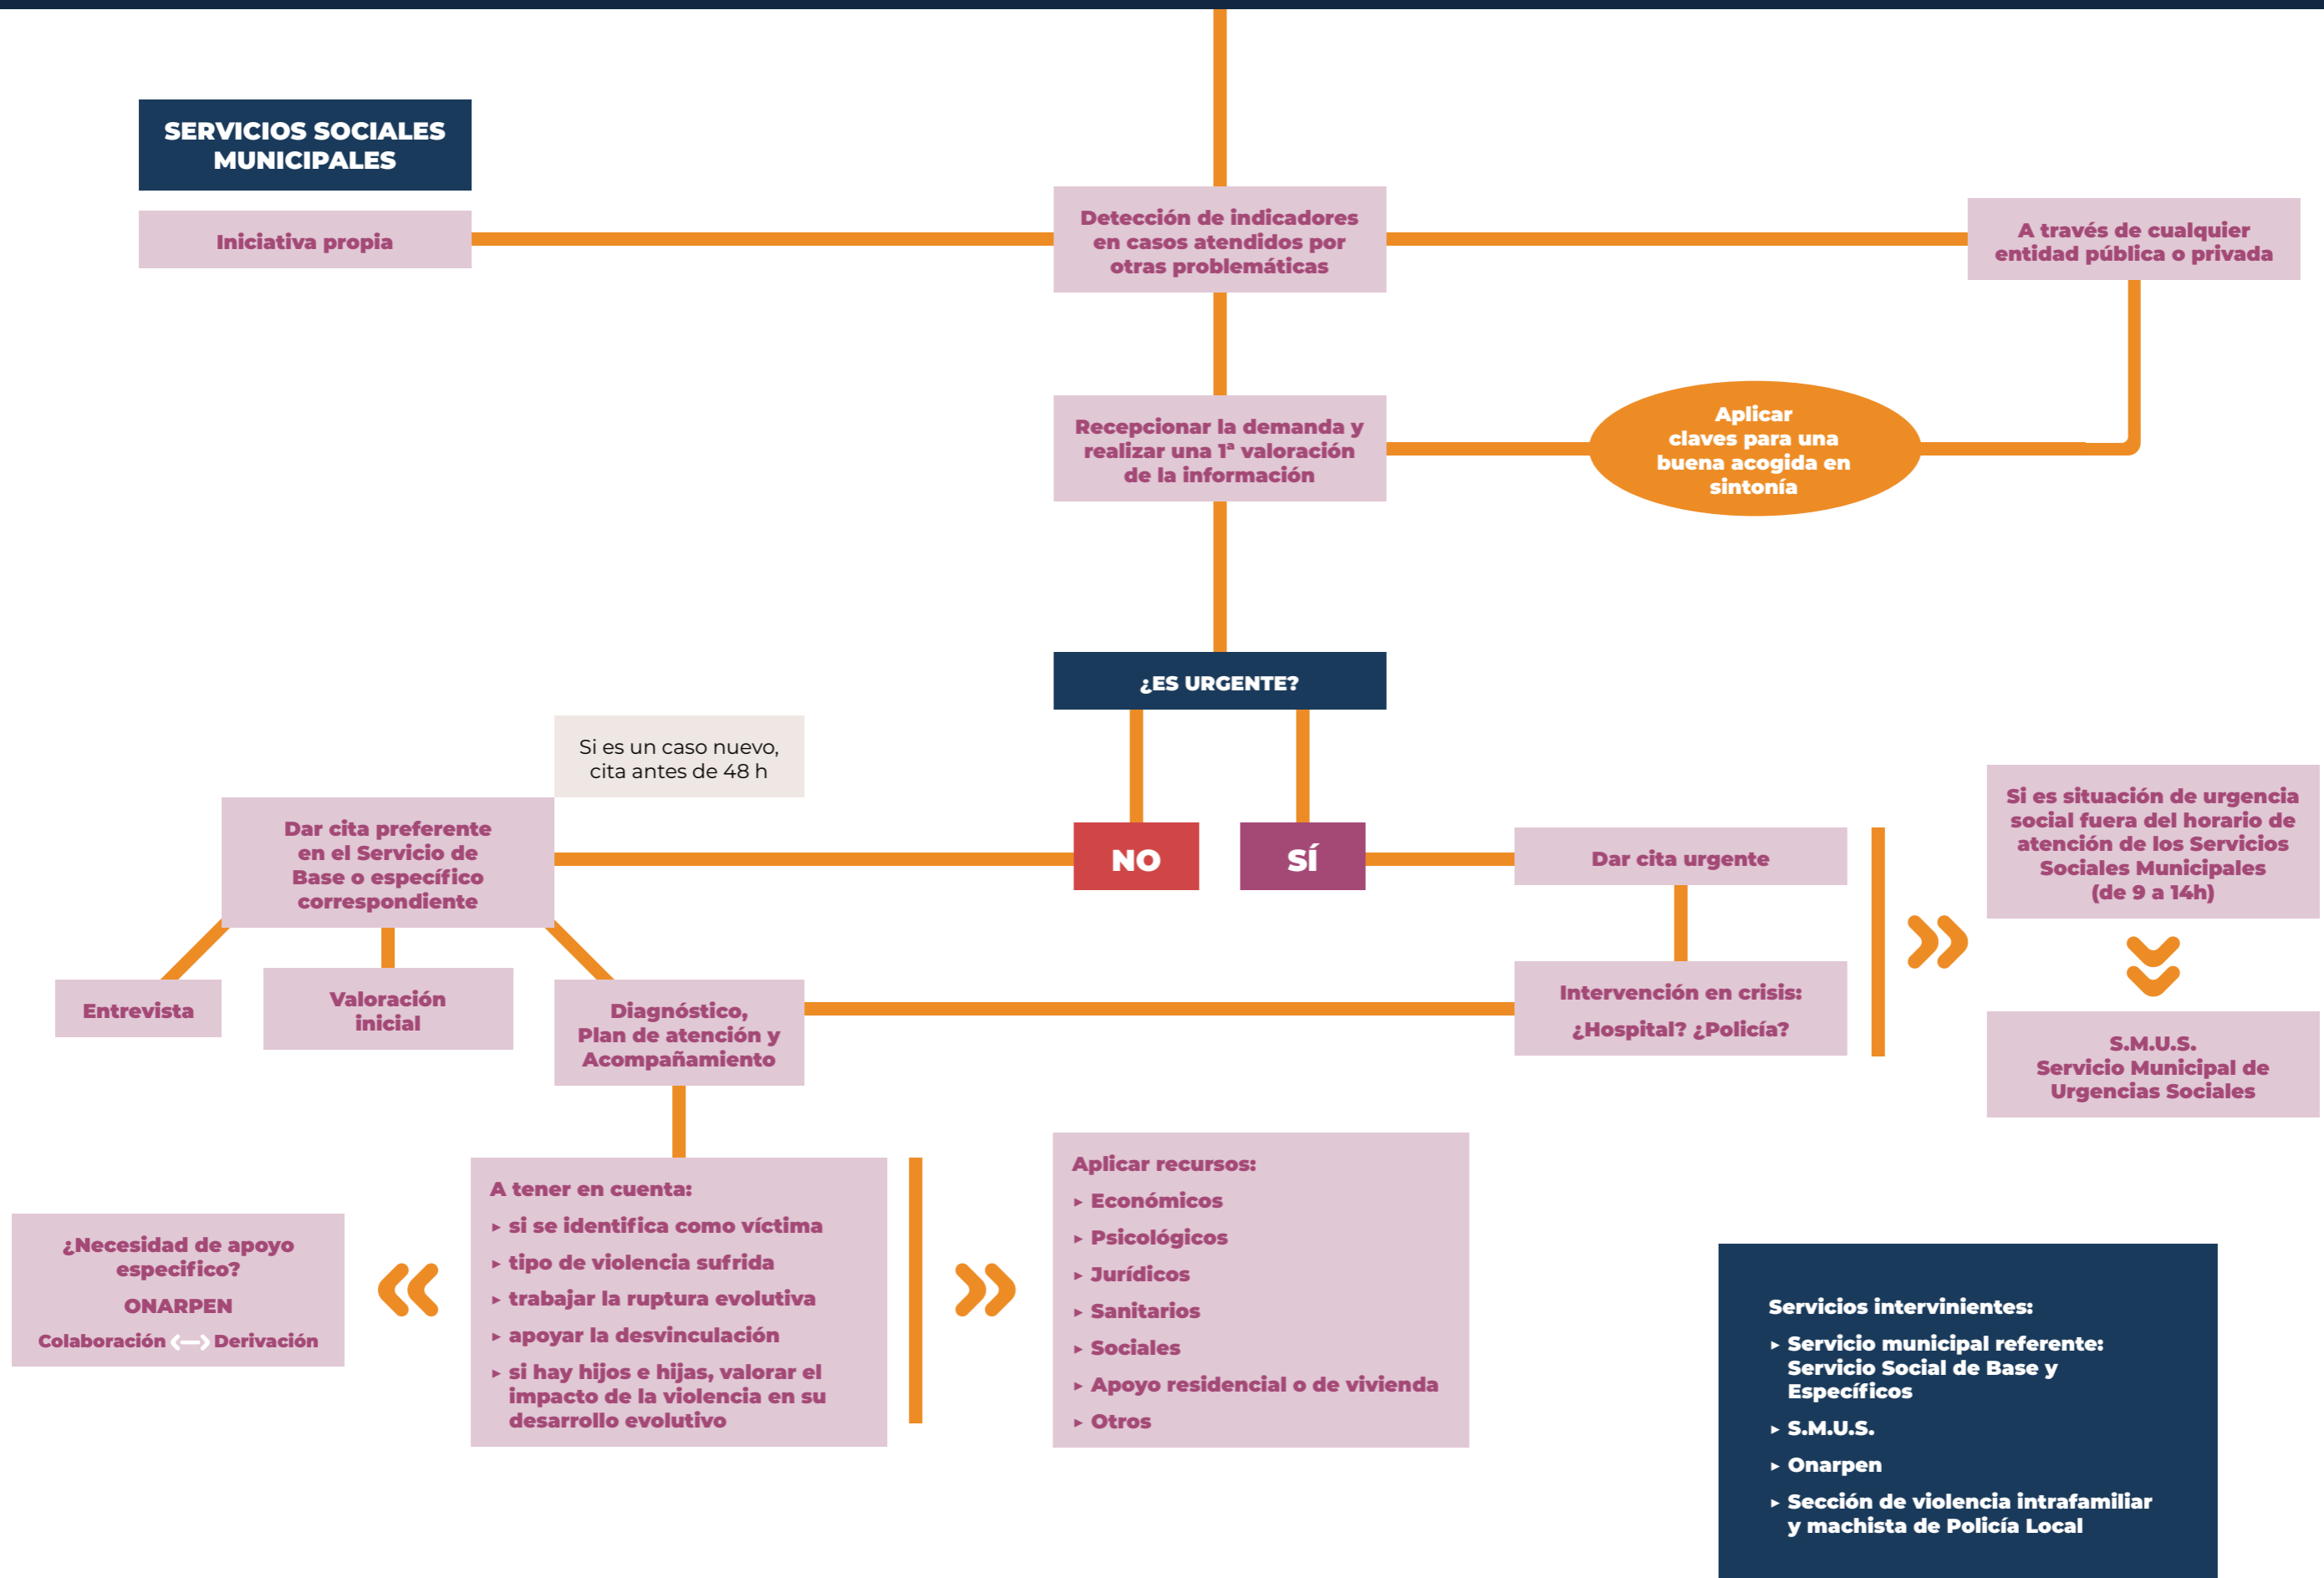 SERVICIOS SOCIALES
MUNICIPALES
Iniciativa propia
Detección de indicadores
en casos atendidos por
otras problemáticas
A través de cualquier
entidad pública o privada
Recepcionar la demanda y
realizar una 1ª valoración
de la información
Aplicar
claves para una
buena acogida en
sintonía
¿ES URGENTE?
Si es un caso nuevo,
cita antes de 48 h
Dar cita preferente
en el Servicio de
Base o específico
correspondiente
NO
SÍ
Dar cita urgente
Si es situación de urgencia
social fuera del horario de
atención de los Servicios
Sociales Municipales
(de 9 a 14h)
Entrevista
Valoración
inicial
Diagnóstico,
Plan de atención y
Acompañamiento
Intervención en crisis:
¿Hospital? ¿Policía?
S.M.U.S.
Servicio Municipal de
Urgencias Sociales
¿Necesidad de apoyo
especifico?
ONARPEN
Colaboración <—> Derivación
A tener en cuenta:
▸ si se identifica como víctima
▸ tipo de violencia sufrida
▸ trabajar la ruptura evolutiva
▸ apoyar la desvinculación
▸ si hay hijos e hijas, valorar el
impacto de la violencia en su
desarrollo evolutivo
Aplicar recursos:
▸ Económicos
▸ Psicológicos
▸ Jurídicos
▸ Sanitarios
▸ Sociales
▸ Apoyo residencial o de vivienda
▸ Otros
Servicios intervinientes:
▸ Servicio municipal referente:
Servicio Social de Base y
Específicos
▸ S.M.U.S.
▸ Onarpen
▸ Sección de violencia intrafamiliar
y machista de Policía Local